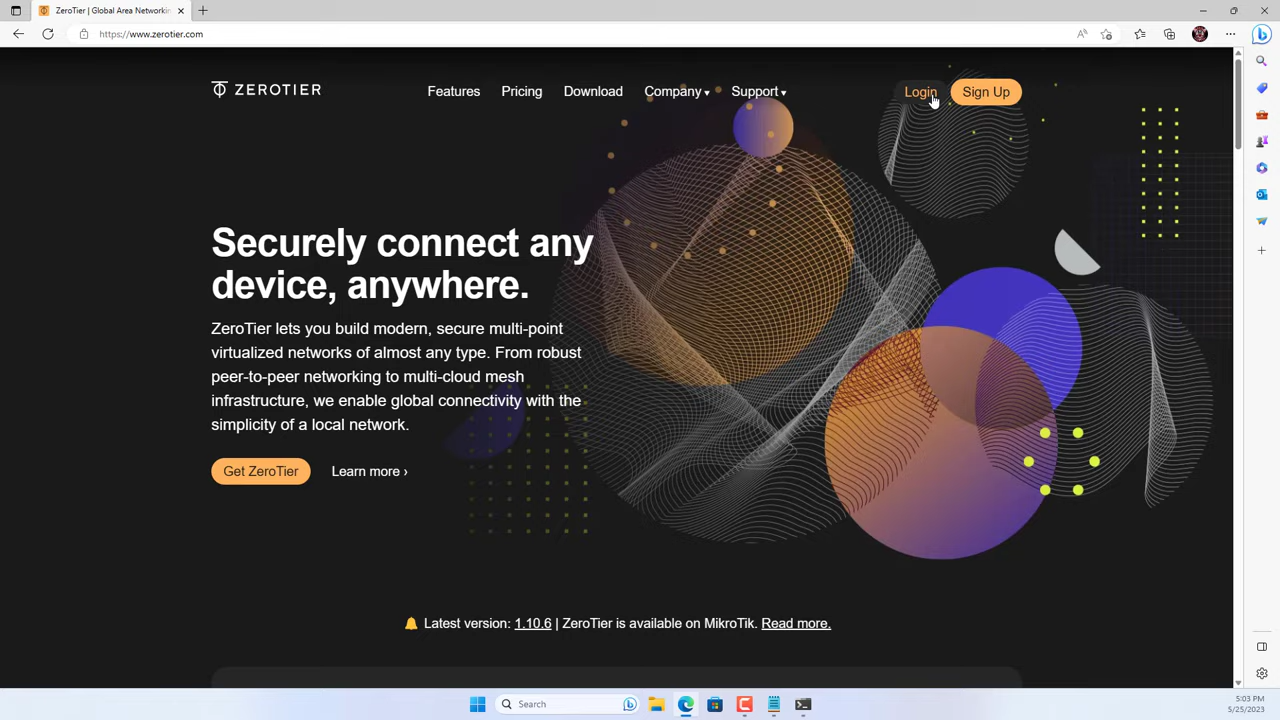 ZeroTier | Global Area Networkin
https://www.zerotier.com
ZEROTIER
Features
Pricing
Download
Company
Support
Login
Sign Up
Securely connect any
device, anywhere.
ZeroTier lets you build modern, secure multi-point
virtualized networks of almost any type. From robust
peer-to-peer networking to multi-cloud mesh
infrastructure, we enable global connectivity with the
simplicity of a local network.
Get ZeroTier
Learn more ›
Latest version: 1.10.6 | ZeroTier is available on MikroTik. Read more.
Search
5:03 PM
5/25/2023